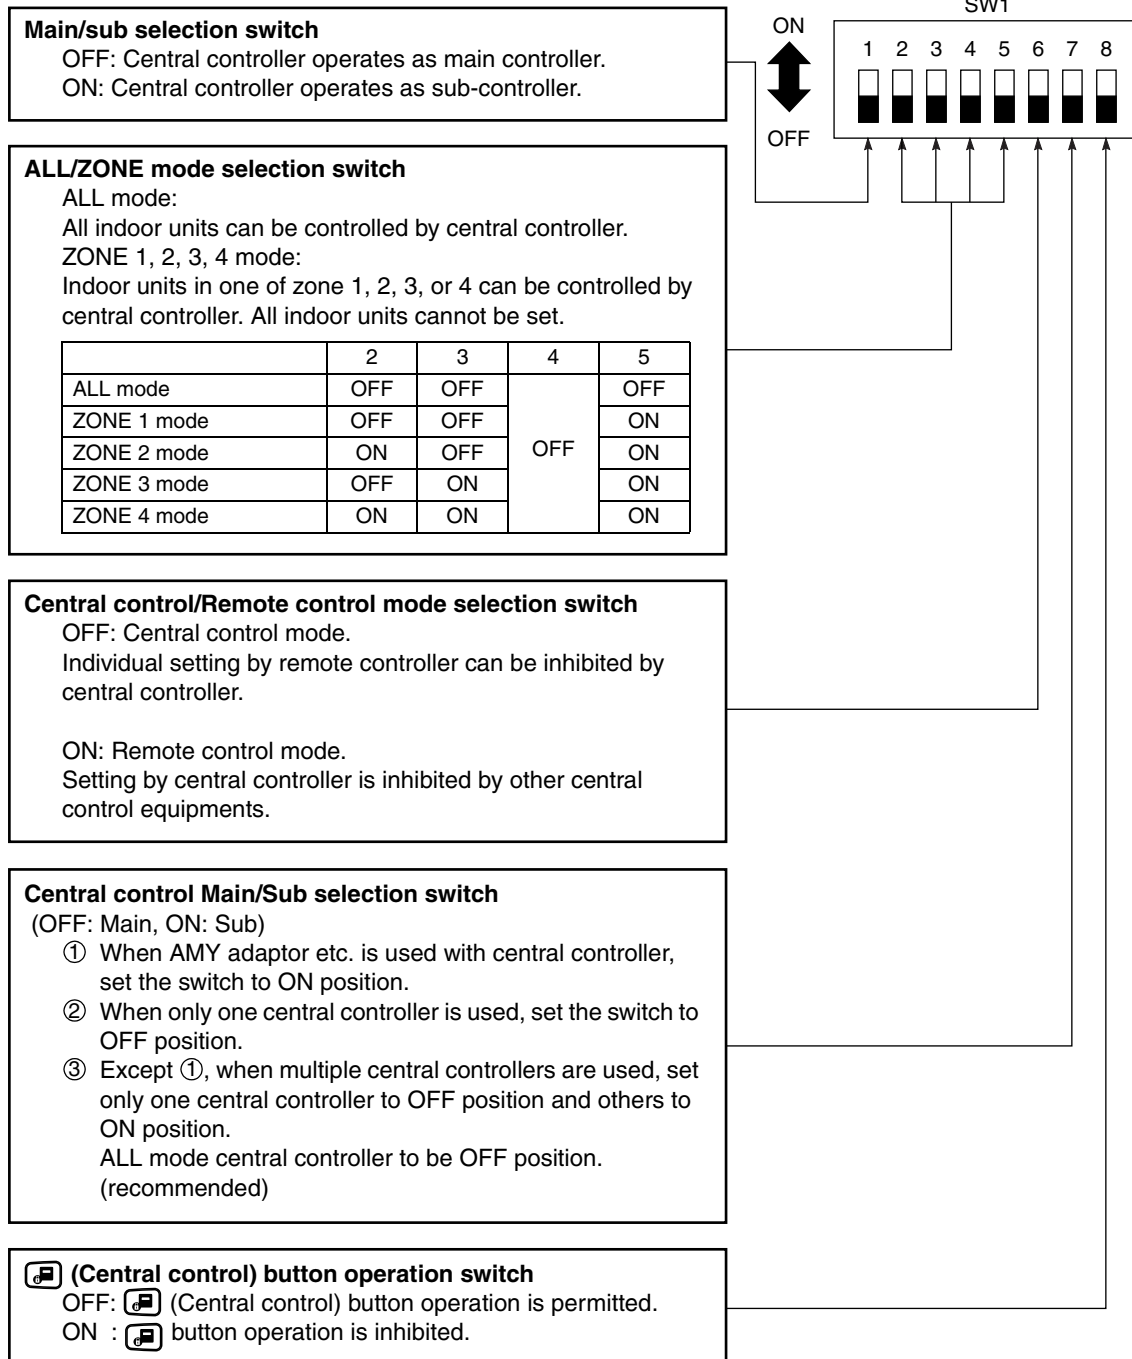 SW1
ON
1 2 3 4 5 6 7 8
OFF
Main/sub selection switch
OFF: Central controller operates as main controller.
ON: Central controller operates as sub-controller.
ALL/ZONE mode selection switch
ALL mode:
All indoor units can be controlled by central controller.
ZONE 1, 2, 3, 4 mode:
Indoor units in one of zone 1, 2, 3, or 4 can be controlled by
central controller. All indoor units cannot be set.
2 3 4 5
ALL mode OFF OFF OFF
ZONE 1 mode OFF OFF ON
ZONE 2 mode ON OFF OFF ON
ZONE 3 mode OFF ON ON
ZONE 4 mode ON ON ON
Central control/Remote control mode selection switch
OFF: Central control mode.
Individual setting by remote controller can be inhibited by
central controller.
ON: Remote control mode.
Setting by central controller is inhibited by other central
control equipments.
Central control Main/Sub selection switch
(OFF: Main, ON: Sub)
① When AMY adaptor etc. is used with central controller,
set the switch to ON position.
② When only one central controller is used, set the switch to
OFF position.
③ Except ①, when multiple central controllers are used, set
only one central controller to OFF position and others to
ON position.
ALL mode central controller to be OFF position.
(recommended)
(Central control) button operation switch
OFF: (Central control) button operation is permitted.
ON : button operation is inhibited.